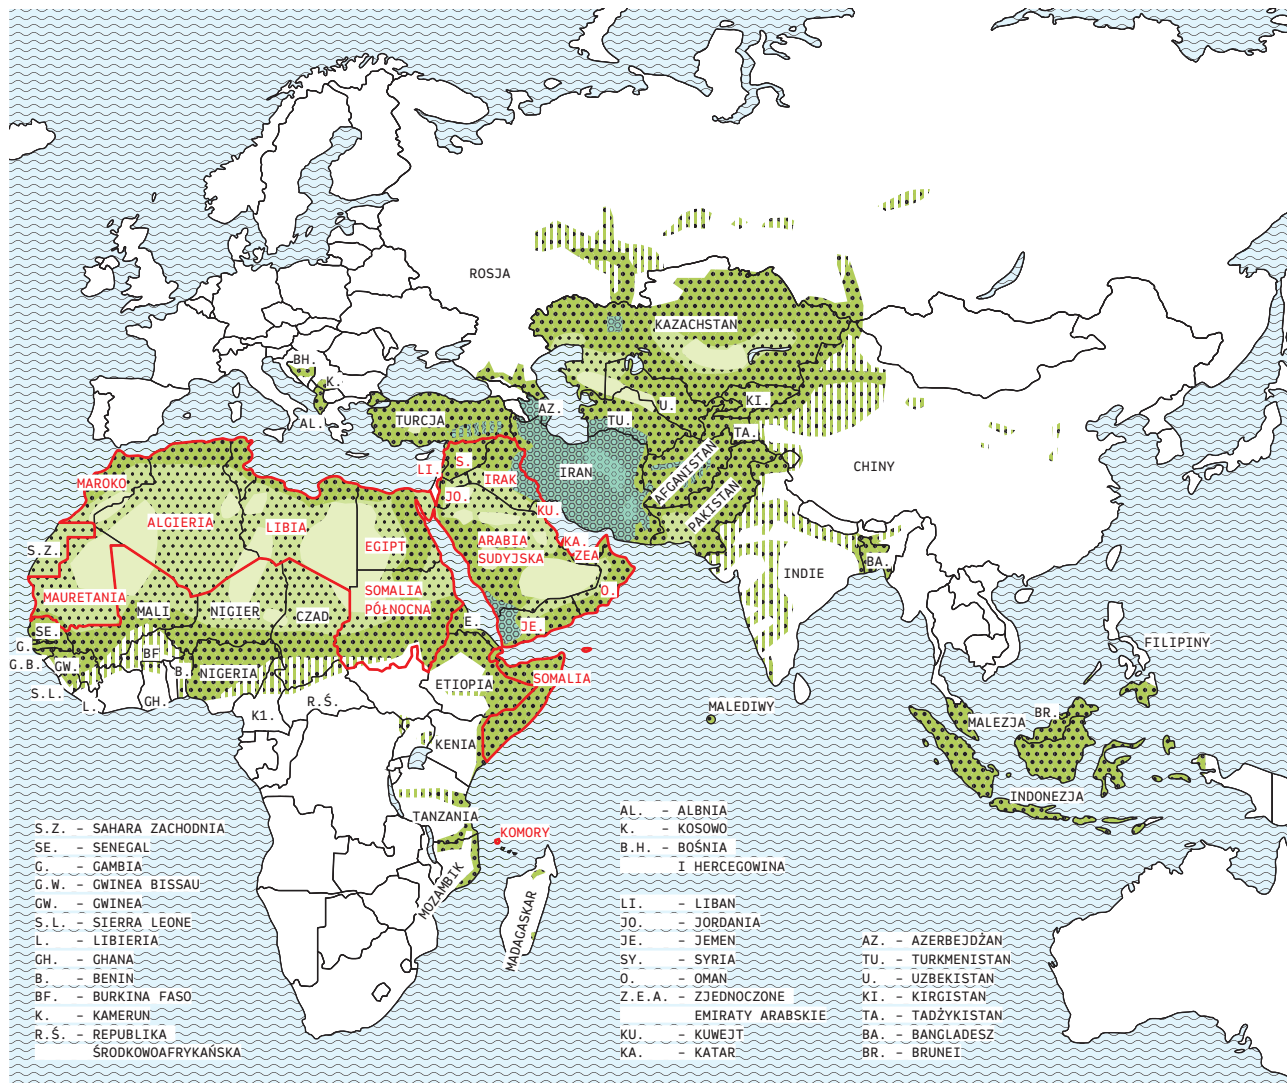 ROSJA
KAZACHSTAN
BH.
K.
AL.
TURCJA
AZ.
TU.
U.
KI.
TA.
LI.
S.
IRAK
IRAN
AFGANISTAN
PAKISTAN
CHINY
MAROKO
JO.
KU.
ALGIERIA
LIBIA
EGIPT
ARABIA
SUDYJSKA
KA.
ZEA
S.Z.
INDIE
BA.
MAURETANIA
MALI
NIGIER
CZAD
SOMALIA
PÓŁNOCNA
O.
E.
JE.
SE.
G.
G.B.
GW.
BF
B.
NIGERIA
S.L.
L.
GH.
K1.
R.Ś.
ETIOPIA
SOMALIA
FILIPINY
KENIA
MALEDIWY
MALEZJA
BR.
INDONEZJA
TANZANIA
KOMORY
MOZAMBIK
MADAGASKAR
S.Z. - SAHARA ZACHODNIA
SE. - SENEGAL
G. - GAMBIA
G.W. - GWINEA BISSAU
GW. - GWINEA
S.L. - SIERRA LEONE
L. - LIBIERIA
GH. - GHANA
B. - BENIN
BF. - BURKINA FASO
K. - KAMERUN
R.Ś. - REPUBLIKA
ŚRODKOWOAFRYKAŃSKA
AL. - ALBNIA
K. - KOSOWO
B.H. - BOŚNIA
I HERCEGOWINA
LI. - LIBAN
JO. - JORDANIA
JE. - JEMEN
SY. - SYRIA
O. - OMAN
Z.E.A. - ZJEDNOCZONE
EMIRATY ARABSKIE
KU. - KUWEJT
KA. - KATAR
AZ. - AZERBEJDŻAN
TU. - TURKMENISTAN
U. - UZBEKISTAN
KI. - KIRGISTAN
TA. - TADŻYKISTAN
BA. - BANGLADESZ
BR. - BRUNEI